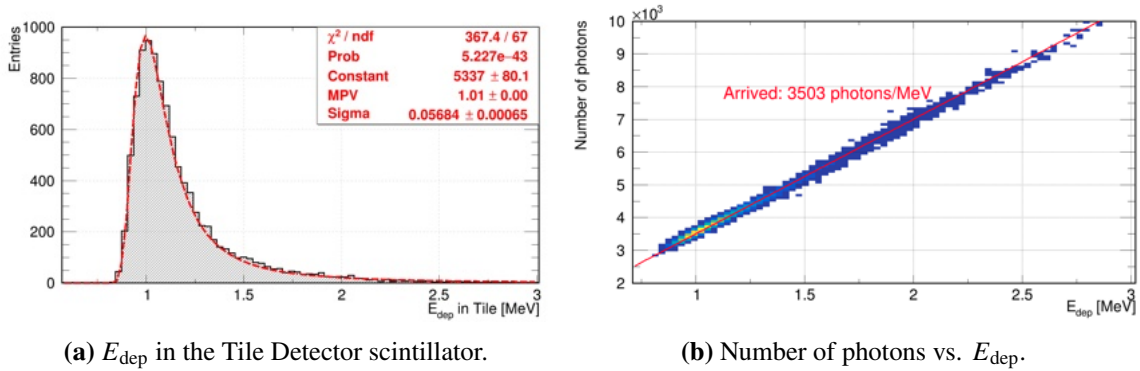 1000
800
600
400
200
0
Entries
χ² / ndf 367.4 / 67
Prob 5.227e−43
Constant 5337 ± 80.1
MPV 1.01 ± 0.00
Sigma 0.05684 ± 0.00065
1 1.5 2 2.5 3
E_dep in Tile [MeV]
(a) E_dep in the Tile Detector scintillator.
×10³
10
9
8
7
6
5
4
3
2
Number of photons
Arrived: 3503 photons/MeV
1 1.5 2 2.5 3
E_dep [MeV]
(b) Number of photons vs. E_dep.